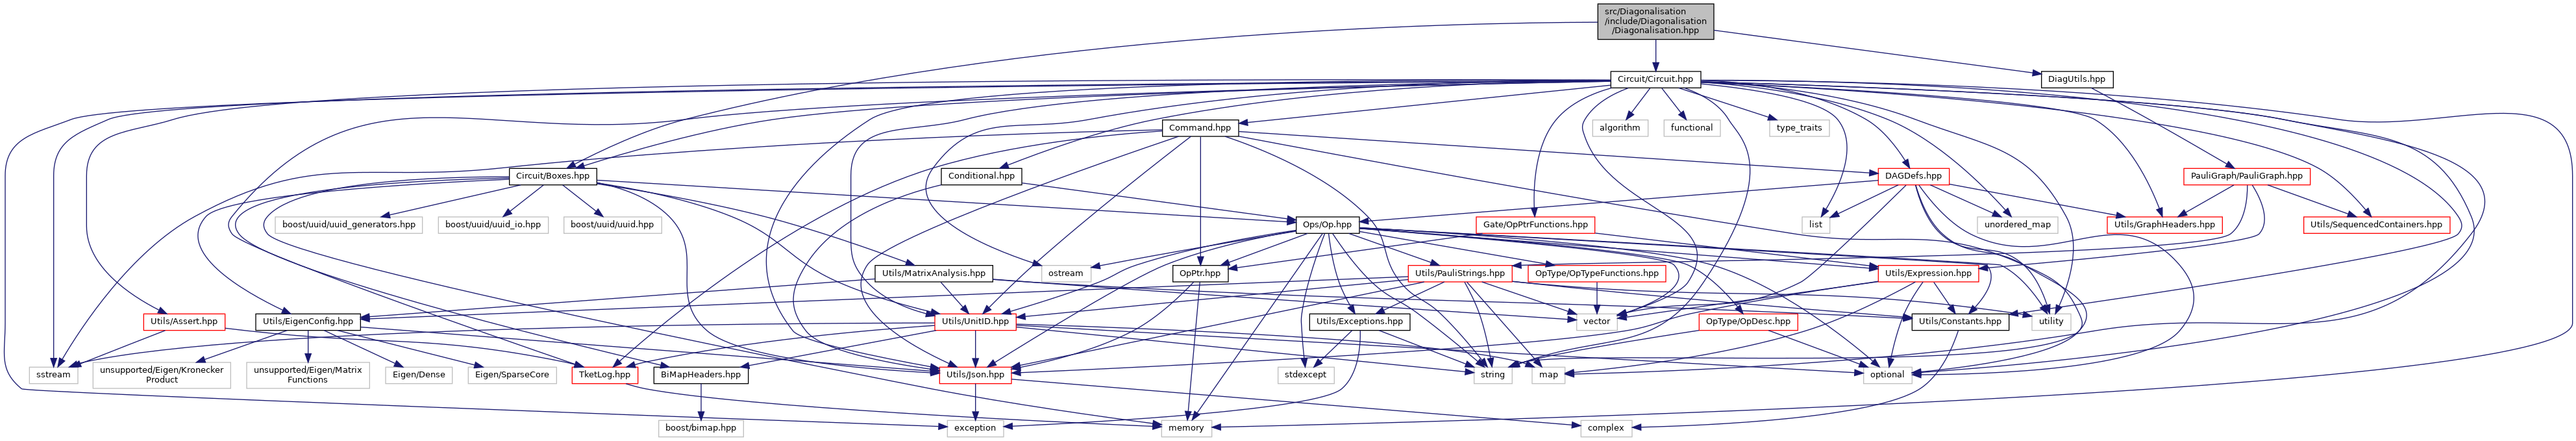 src/Diagonalisation
/include/Diagonalisation
/Diagonalisation.hpp
Circuit/Circuit.hpp
DiagUtils.hpp
Command.hpp
algorithm
functional
type_traits
Circuit/Boxes.hpp
Conditional.hpp
DAGDefs.hpp
PauliGraph/PauliGraph.hpp
boost/uuid/uuid_generators.hpp
boost/uuid/uuid_io.hpp
boost/uuid/uuid.hpp
Ops/Op.hpp
Gate/OpPtrFunctions.hpp
list
unordered_map
Utils/GraphHeaders.hpp
Utils/SequencedContainers.hpp
Utils/MatrixAnalysis.hpp
ostream
OpPtr.hpp
Utils/PauliStrings.hpp
OpType/OpTypeFunctions.hpp
Utils/Expression.hpp
Utils/Assert.hpp
Utils/EigenConfig.hpp
Utils/UnitID.hpp
Utils/Exceptions.hpp
vector
OpType/OpDesc.hpp
Utils/Constants.hpp
utility
sstream
unsupported/Eigen/Kronecker
Product
unsupported/Eigen/Matrix
Functions
Eigen/Dense
Eigen/SparseCore
TketLog.hpp
BiMapHeaders.hpp
Utils/Json.hpp
stdexcept
string
map
optional
boost/bimap.hpp
exception
memory
complex